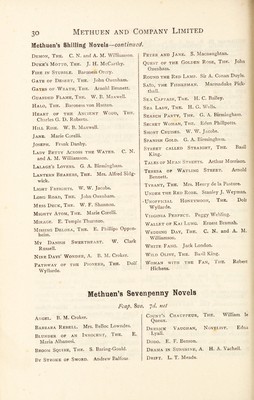 30 METHUEN AND COMPANY LIMITED
Methuen's Shilling Novels—continued.
DEMON, THE. C. N. and A. M. Williamson.
DUKE'S MOTTO, THE. J. H. McCarthy.
FIRE IN STUBBLE. Baroness Orczy.
GATE OF DESERT, THE. John Oxenham.
GATES OF WRATH, THE. Arnold Bennett.
GUARDED FLAME, THE. W. B. Maxwell.
HALO, THE. Baroness von Hutten.
HEART OF THE ANCIENT WOOD, THE.
Charles G. D. Roberts.
HILL RISE. W. B. Maxwell.
JANE. Marie Corelli.
JOSEPH. Frank Danby.
LADY BETTY ACROSS THE WATER. C. N.
and A. M. Williamson.
LALAGE'S LOVERS. G. A. Birmingham.
LANTERN BEARERS, THE. Mrs. Alfred Sidg-
wick.
LIGHT FREIGHTS. W. W. Jacobs.
LONG ROAD, THE. John Oxenham.
MESS DECK, THE. W. F. Shannon.
MIGHTY ATOM, THE. Marie Corelli.
MIRAGE. E. Temple Thurston.
MISSING DELORA, THE. E. Phillips Oppen-
heim.
MY DANISH SWEETHEART. W. Clark
Russell.
NINE DAYS' WONDER, A. B. M. Croker.
PATHWAY OF THE PIONEER, THE. Dolf
Wyllarde.
PETER AND JANE. S. Macnaughtan.
QUEST OF THE GOLDEN ROSE, THE. John
Oxenham.
ROUND THE RED LAMP. Sir A. Conan Doyle.
SAÏD, THE FISHERMAN. Marmaduke Pick-
thall.
SEA CAPTAIN, THE. H. C. Bailey.
SEA LADY, THE. H. G. Wells.
SEARCH PARTY, THE. G. A. Birmingham.
SECRET WOMAN, THE. Eden Phillpotts.
SHORT CRUISES. W. W. Jacobs.
SPANISH GOLD. G. A. Birmingham.
STREET CALLED STRAIGHT, THE. Basil
King.
TALES OF MEAN STREETS. Arthur Morrison.
TERESA OF WATLING STREET. Arnold
Bennett.
TYRANT, THE. Mrs. Henry de la Pasture.
UNDER THE RED ROBE. Stanley J. Weyman.
UNOFFICIAL HONEYMOON, THE. Dolf
Wyllarde.
VIRGINIA PERFECT. Peggy Webling.
WALLET OF KAI LUNG. Ernest Bramah.
WEDDING DAY, THE. C. N. and A. M.
Williamson.
WHITE FANG. Jack London.
WILD OLIVE, THE. Basil King.
WOMAN WITH THE FAN, THE. Robert
Hichens.
Methuen's Sevenpenny Novels
Fcap. 8vo. 7d. net
ANGEL. B. M. Croker.
BARBARA REBELL. Mrs. Belloc Lowndes.
BLUNDER OF AN INNOCENT, THE. E.
Maria Albanesi.
BROOM SQUIRE, THE. S. Baring-Gould.
BY STROKE OF SWORD. Andrew Balfour.
COUNT'S CHAUFFEUR, THE. William le
Queux.
DERRICK VAUGHAN, NOVELIST. Edna
Lyall.
DODO. E. F. Benson.
DRAMA IN SUNSHINE, A. H. A. Vachell.
DRIFT. L. T. Meade.